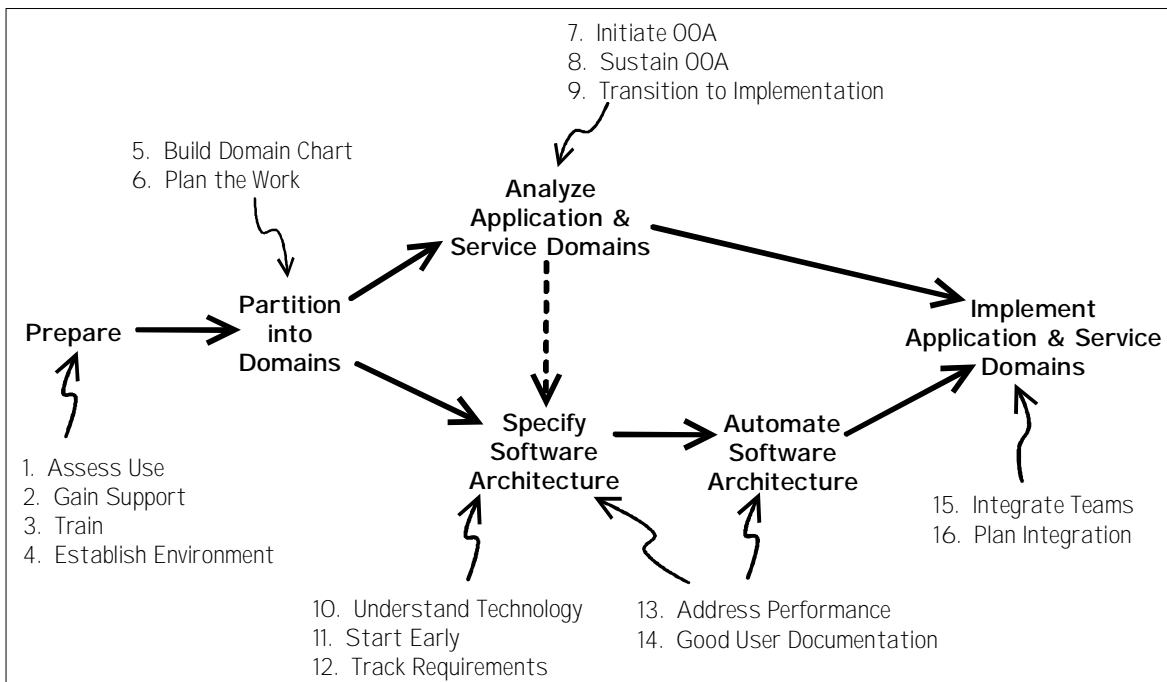 7. Initiate OOA
8. Sustain OOA
9. Transition to Implementation
5. Build Domain Chart
6. Plan the Work
Analyze
Application &
Service Domains
Partition
into
Domains
Prepare
Implement
Application & Service
Domains
Specify
Software
Architecture
Automate
Software
Architecture
1. Assess Use
2. Gain Support
3. Train
4. Establish Environment
15. Integrate Teams
16. Plan Integration
10. Understand Technology
11. Start Early
12. Track Requirements
13. Address Performance
14. Good User Documentation